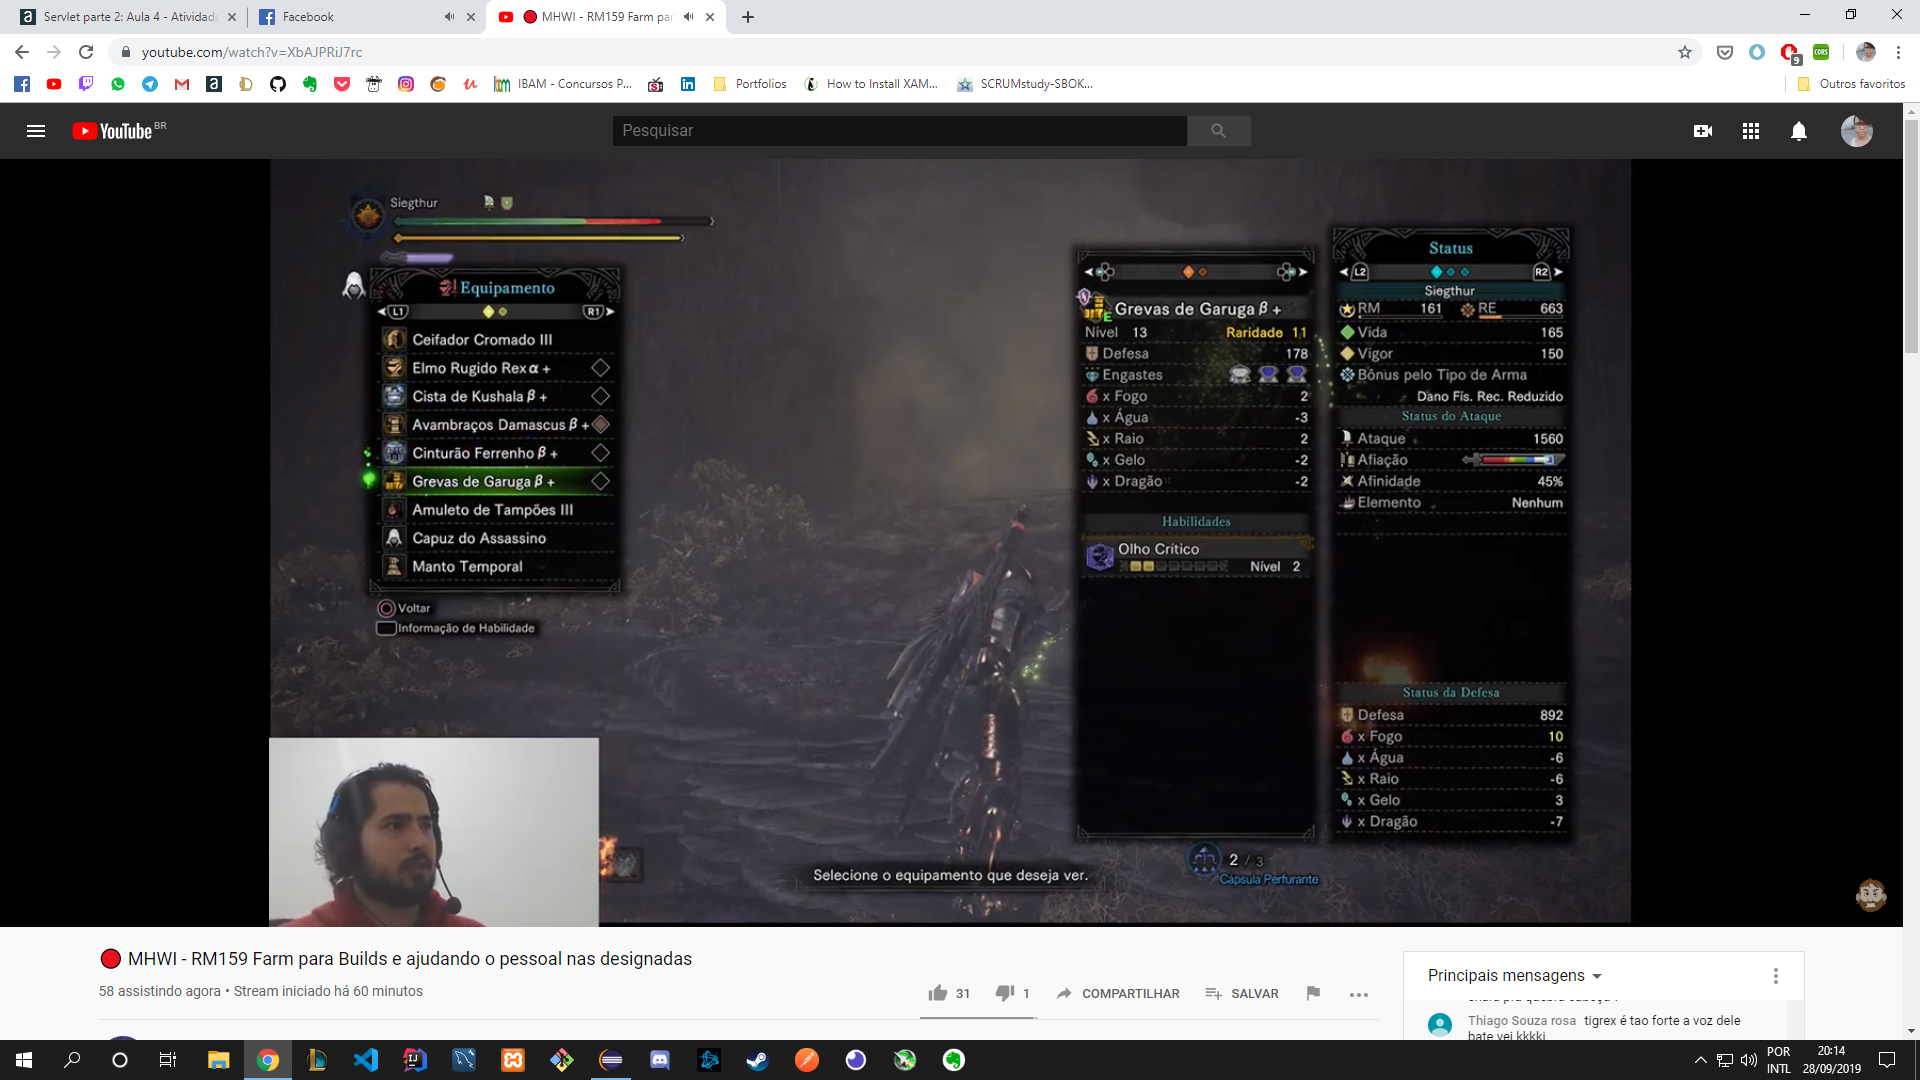 Servlet parte 2: Aula 4 - Atividade
Facebook
MHWI - RM159 Farm par
youtube.com/watch?v=XbAJPRiJ7rc
9
CORS
IBAM - Concursos P...
Portfolios
How to Install XAM...
SCRUMstudy-SBOK...
Outros favoritos
YouTube BR
Pesquisar
Siegthur
Equipamento
L1
R1
Ceifador Cromado III
Elmo Rugido Rex α +
Cista de Kushala β +
Avambraços Damascus β +
Cinturão Ferrenho β +
Grevas de Garuga β +
Amuleto de Tampões III
Capuz do Assassino
Manto Temporal
Voltar
Informação de Habilidade
Grevas de Garuga β +
E
Nível 13 Raridade 11
Defesa 178
Engastes
x Fogo 2
x Água -3
x Raio 2
x Gelo -2
x Dragão -2
Habilidades
Olho Crítico
Nível 2
Status
L2
R2
Siegthur
RM 161 RE 663
Vida 165
Vigor 150
Bônus pelo Tipo de Arma
Dano Fís. Rec. Reduzido
Status do Ataque
Ataque 1560
Afiação
Afinidade 45%
Elemento Nenhum
Status da Defesa
Defesa 892
x Fogo 10
x Água -6
x Raio -6
x Gelo 3
x Dragão -7
Selecione o equipamento que deseja ver.
2 / 3
Cápsula Perfurante
MHWI - RM159 Farm para Builds e ajudando o pessoal nas designadas
58 assistindo agora • Stream iniciado há 60 minutos
31
1
COMPARTILHAR
SALVAR
Principais mensagens
Thiago Souza rosa tigrex é tao forte a voz dele
bate vei kkkki
POR
INTL
20:14
28/09/2019